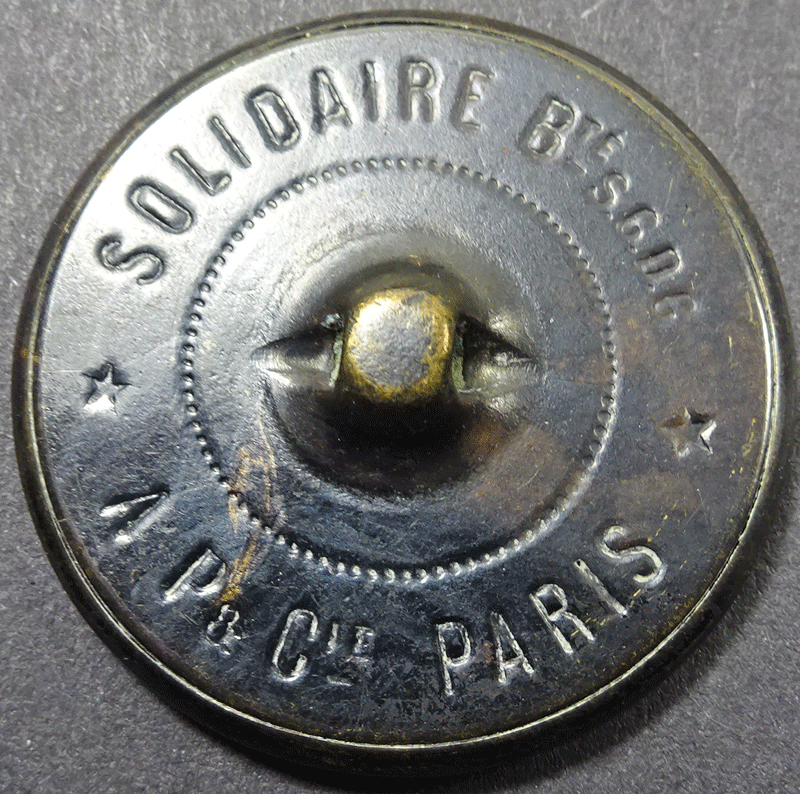 SOLIDAIRE BTÉ S.G.D.G
A P & CIE PARIS